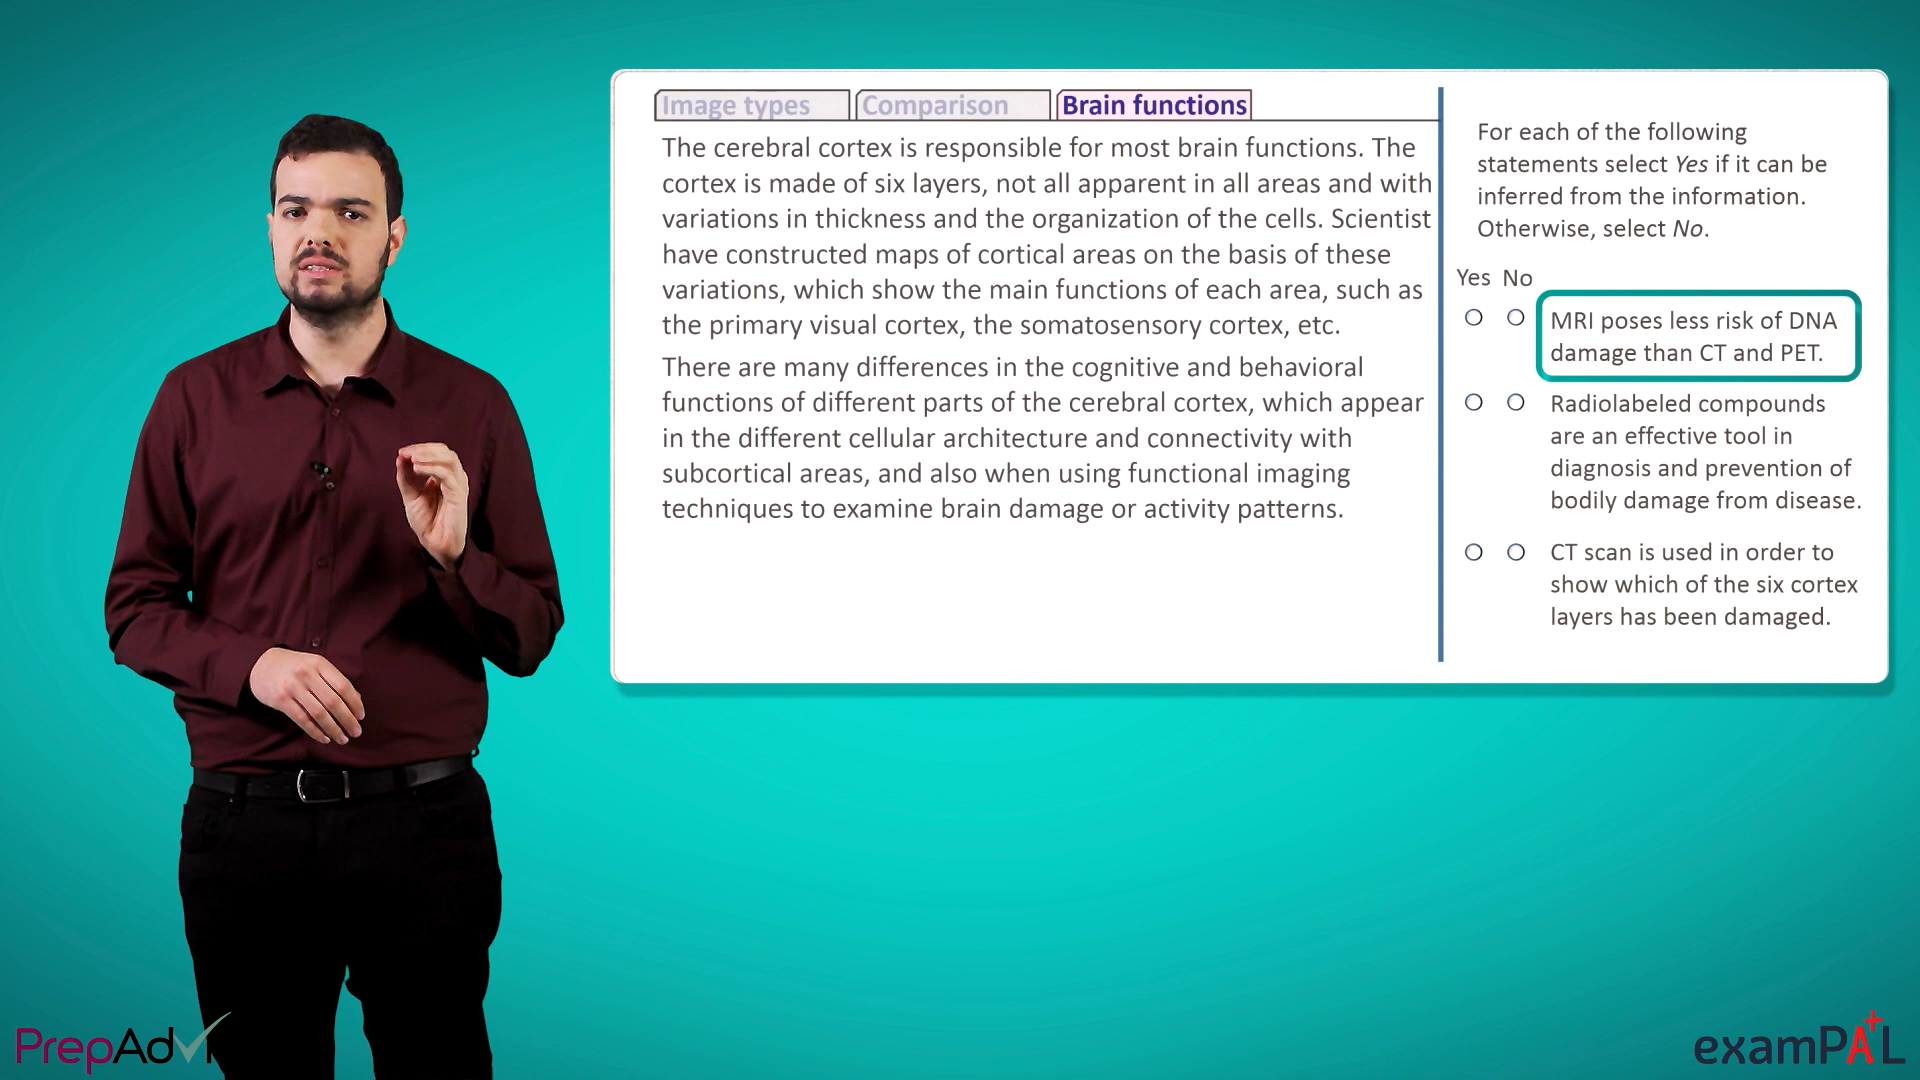 Image types
Comparison
Brain functions
The cerebral cortex is responsible for most brain functions. The
cortex is made of six layers, not all apparent in all areas and with
variations in thickness and the organization of the cells. Scientist
have constructed maps of cortical areas on the basis of these
variations, which show the main functions of each area, such as
the primary visual cortex, the somatosensory cortex, etc.
There are many differences in the cognitive and behavioral
functions of different parts of the cerebral cortex, which appear
in the different cellular architecture and connectivity with
subcortical areas, and also when using functional imaging
techniques to examine brain damage or activity patterns.
For each of the following
statements select Yes if it can be
inferred from the information.
Otherwise, select No.
Yes No
MRI poses less risk of DNA
damage than CT and PET.
Radiolabeled compounds
are an effective tool in
diagnosis and prevention of
bodily damage from disease.
CT scan is used in order to
show which of the six cortex
layers has been damaged.
examPAL